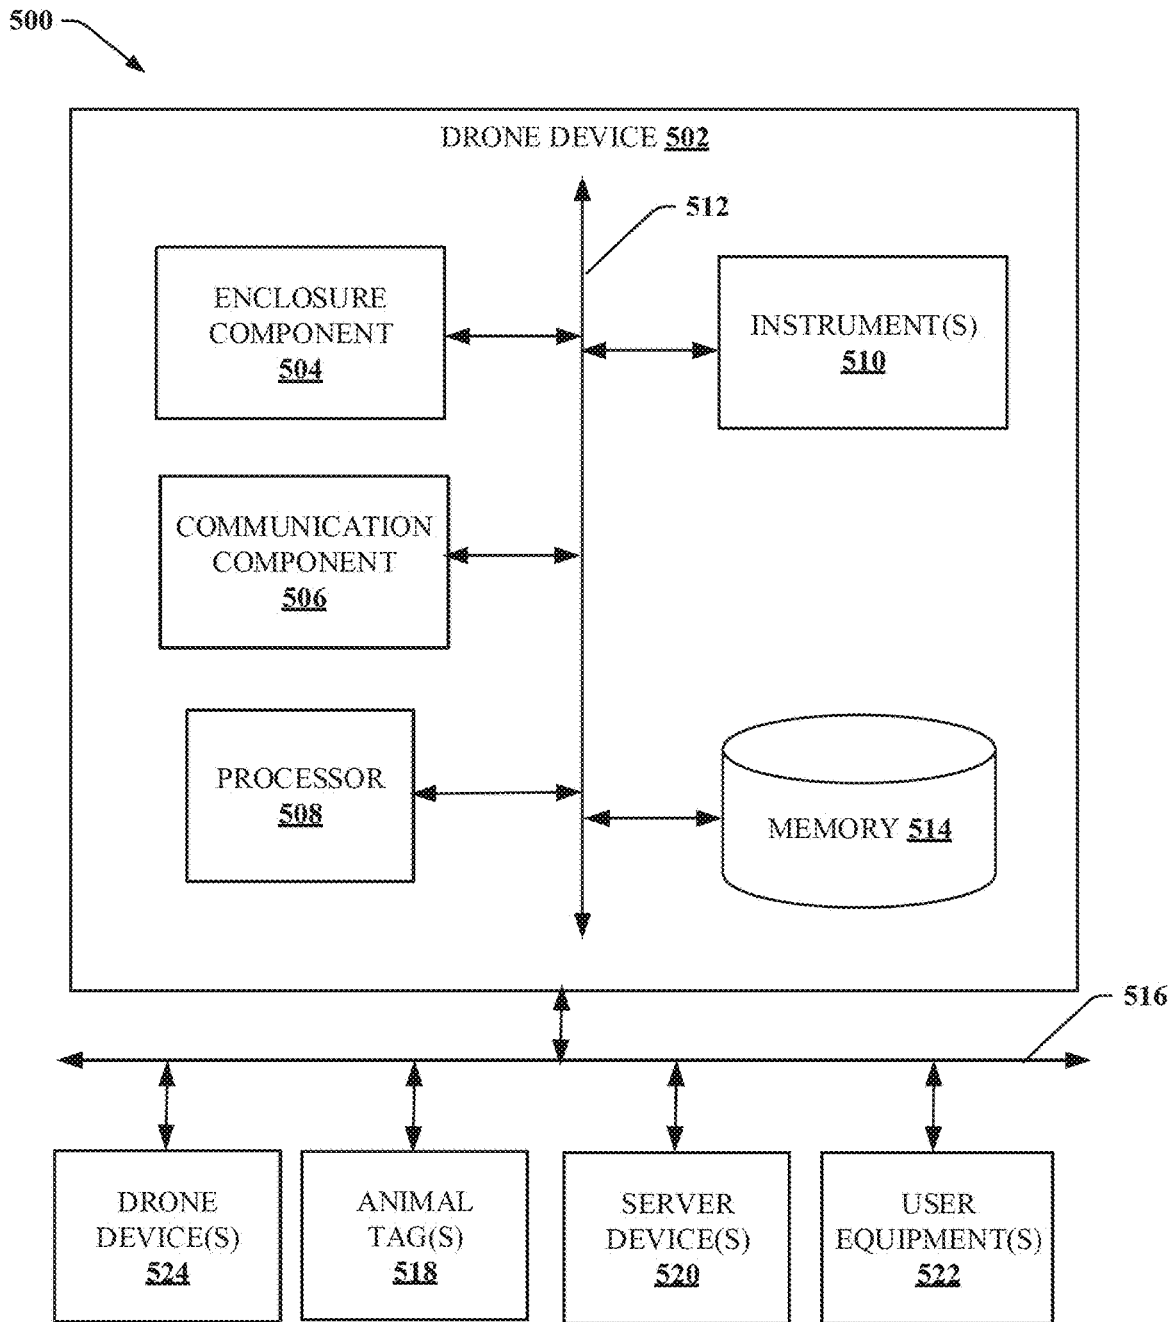 500
DRONE DEVICE 502
512
ENCLOSURE
COMPONENT
504
INSTRUMENT(S)
510
COMMUNICATION
COMPONENT
506
PROCESSOR
508
MEMORY 514
516
DRONE
DEVICE(S)
524
ANIMAL
TAG(S)
518
SERVER
DEVICE(S)
520
USER
EQUIPMENT(S)
522